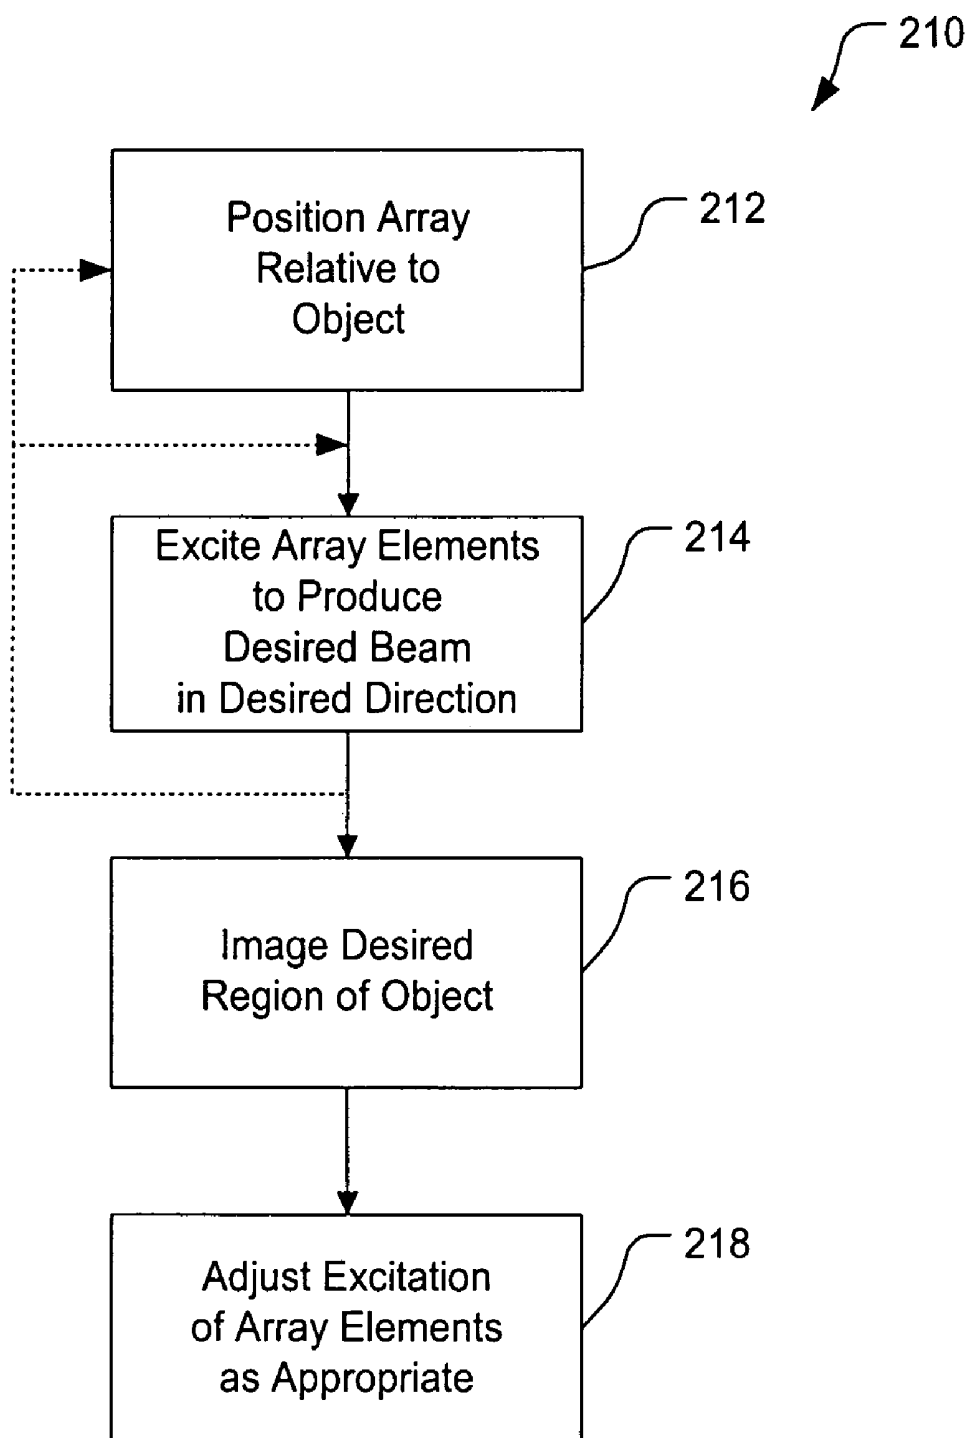 210
Position Array
Relative to
Object
212
Excite Array Elements
to Produce
Desired Beam
in Desired Direction
214
Image Desired
Region of Object
216
Adjust Excitation
of Array Elements
as Appropriate
218